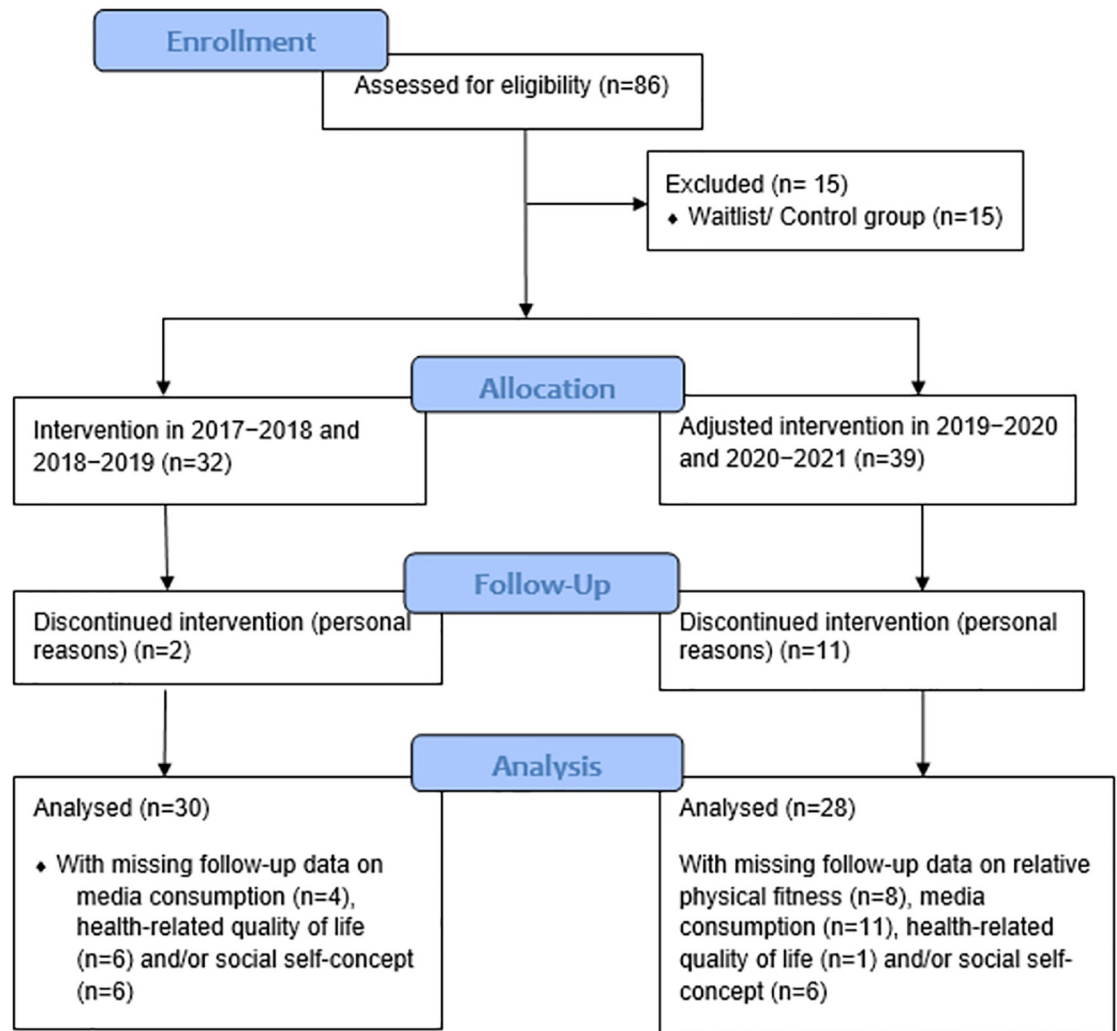 Enrollment
Assessed for eligibility (n=86)
Excluded (n= 15)
♦ Waitlist/ Control group (n=15)
Allocation
Intervention in 2017−2018 and
2018−2019 (n=32)
Adjusted intervention in 2019−2020
and 2020−2021 (n=39)
Follow-Up
Discontinued intervention (personal
reasons) (n=2)
Discontinued intervention (personal
reasons) (n=11)
Analysis
Analysed (n=30)
♦ With missing follow-up data on
media consumption (n=4),
health-related quality of life
(n=6) and/or social self-concept
(n=6)
Analysed (n=28)
With missing follow-up data on relative
physical fitness (n=8), media
consumption (n=11), health-related
quality of life (n=1) and/or social self-
concept (n=6)